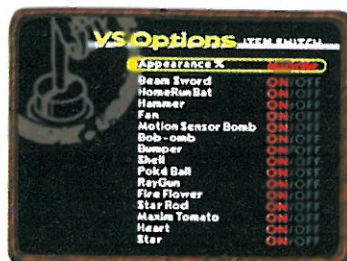 VS Options ITEM SWITCH
Appearance %
Beam Sword ON/OFF
HomeRunBat ON/OFF
Hammer ON/OFF
Fan ON/OFF
Motion Sensor Bomb ON/OFF
Bob-omb ON/OFF
Bumper ON/OFF
Shell ON/OFF
Poké Ball ON/OFF
RayGun ON/OFF
Fire Flower ON/OFF
Star Rod ON/OFF
Maxim Tomato ON/OFF
Heart ON/OFF
Star ON/OFF